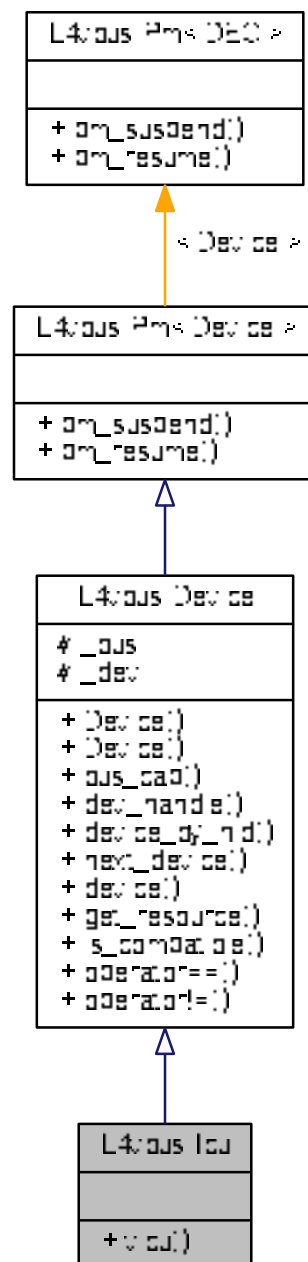 L4vbus::Pm< DEC >
+ pm_suspend()
+ pm_resume()
< Device >
L4vbus::Pm< Device >
+ pm_suspend()
+ pm_resume()
L4vbus::Device
# _bus
# _dev
+ Device()
+ Device()
+ bus_cap()
+ dev_handle()
+ device_by_hid()
+ next_device()
+ device()
+ get_resource()
+ is_compatible()
+ operator==()
+ operator!=()
L4vbus::Icu
+ vicu()